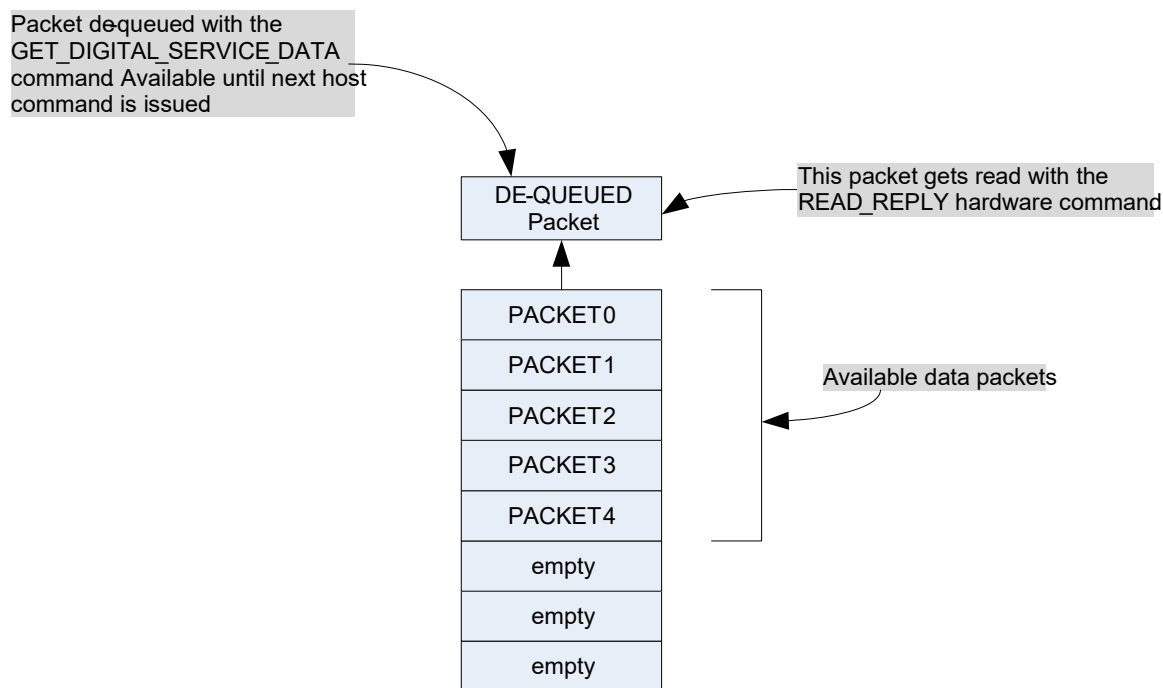 Packet de-queued with the
GET_DIGITAL_SERVICE_DATA
command Available until next host
command is issued
DE-QUEUED
Packet
This packet gets read with the
READ_REPLY hardware command
PACKET0
PACKET1
PACKET2
PACKET3
PACKET4
Available data packets
empty
empty
empty